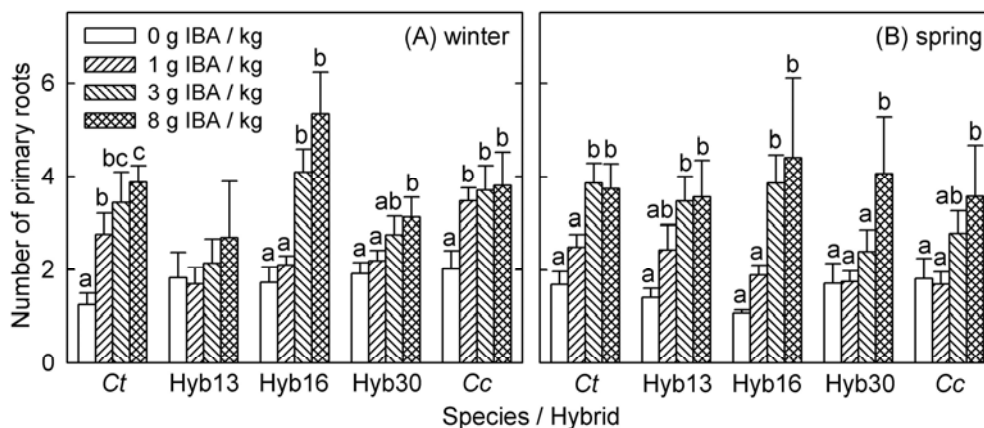 Number of primary roots
6
4
2
0
0 g IBA / kg
1 g IBA / kg
3 g IBA / kg
8 g IBA / kg
(A) winter
a b bc c
a a b b
a a ab b
a b b b
Ct Hyb13 Hyb16 Hyb30 Cc
(B) spring
a a b b
a ab b b
a a b b
a a a b
a a ab b
Ct Hyb13 Hyb16 Hyb30 Cc
Species / Hybrid